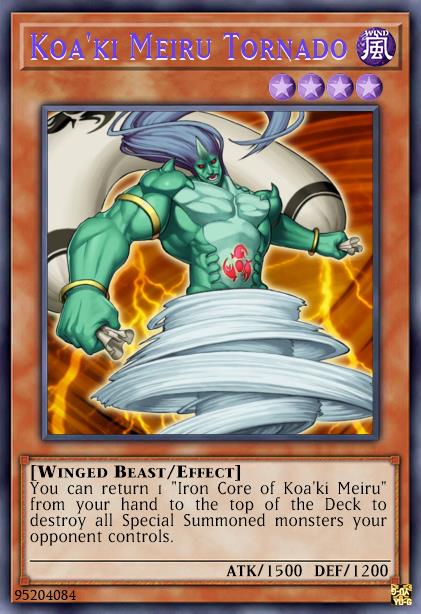 Koa'ki Meiru Tornado
WIND
風
[Winged Beast/Effect]
You can return 1 "Iron Core of Koa'ki Meiru"
from your hand to the top of the Deck to
destroy all Special Summoned monsters your
opponent controls.
ATK/1500 DEF/1200
95204084